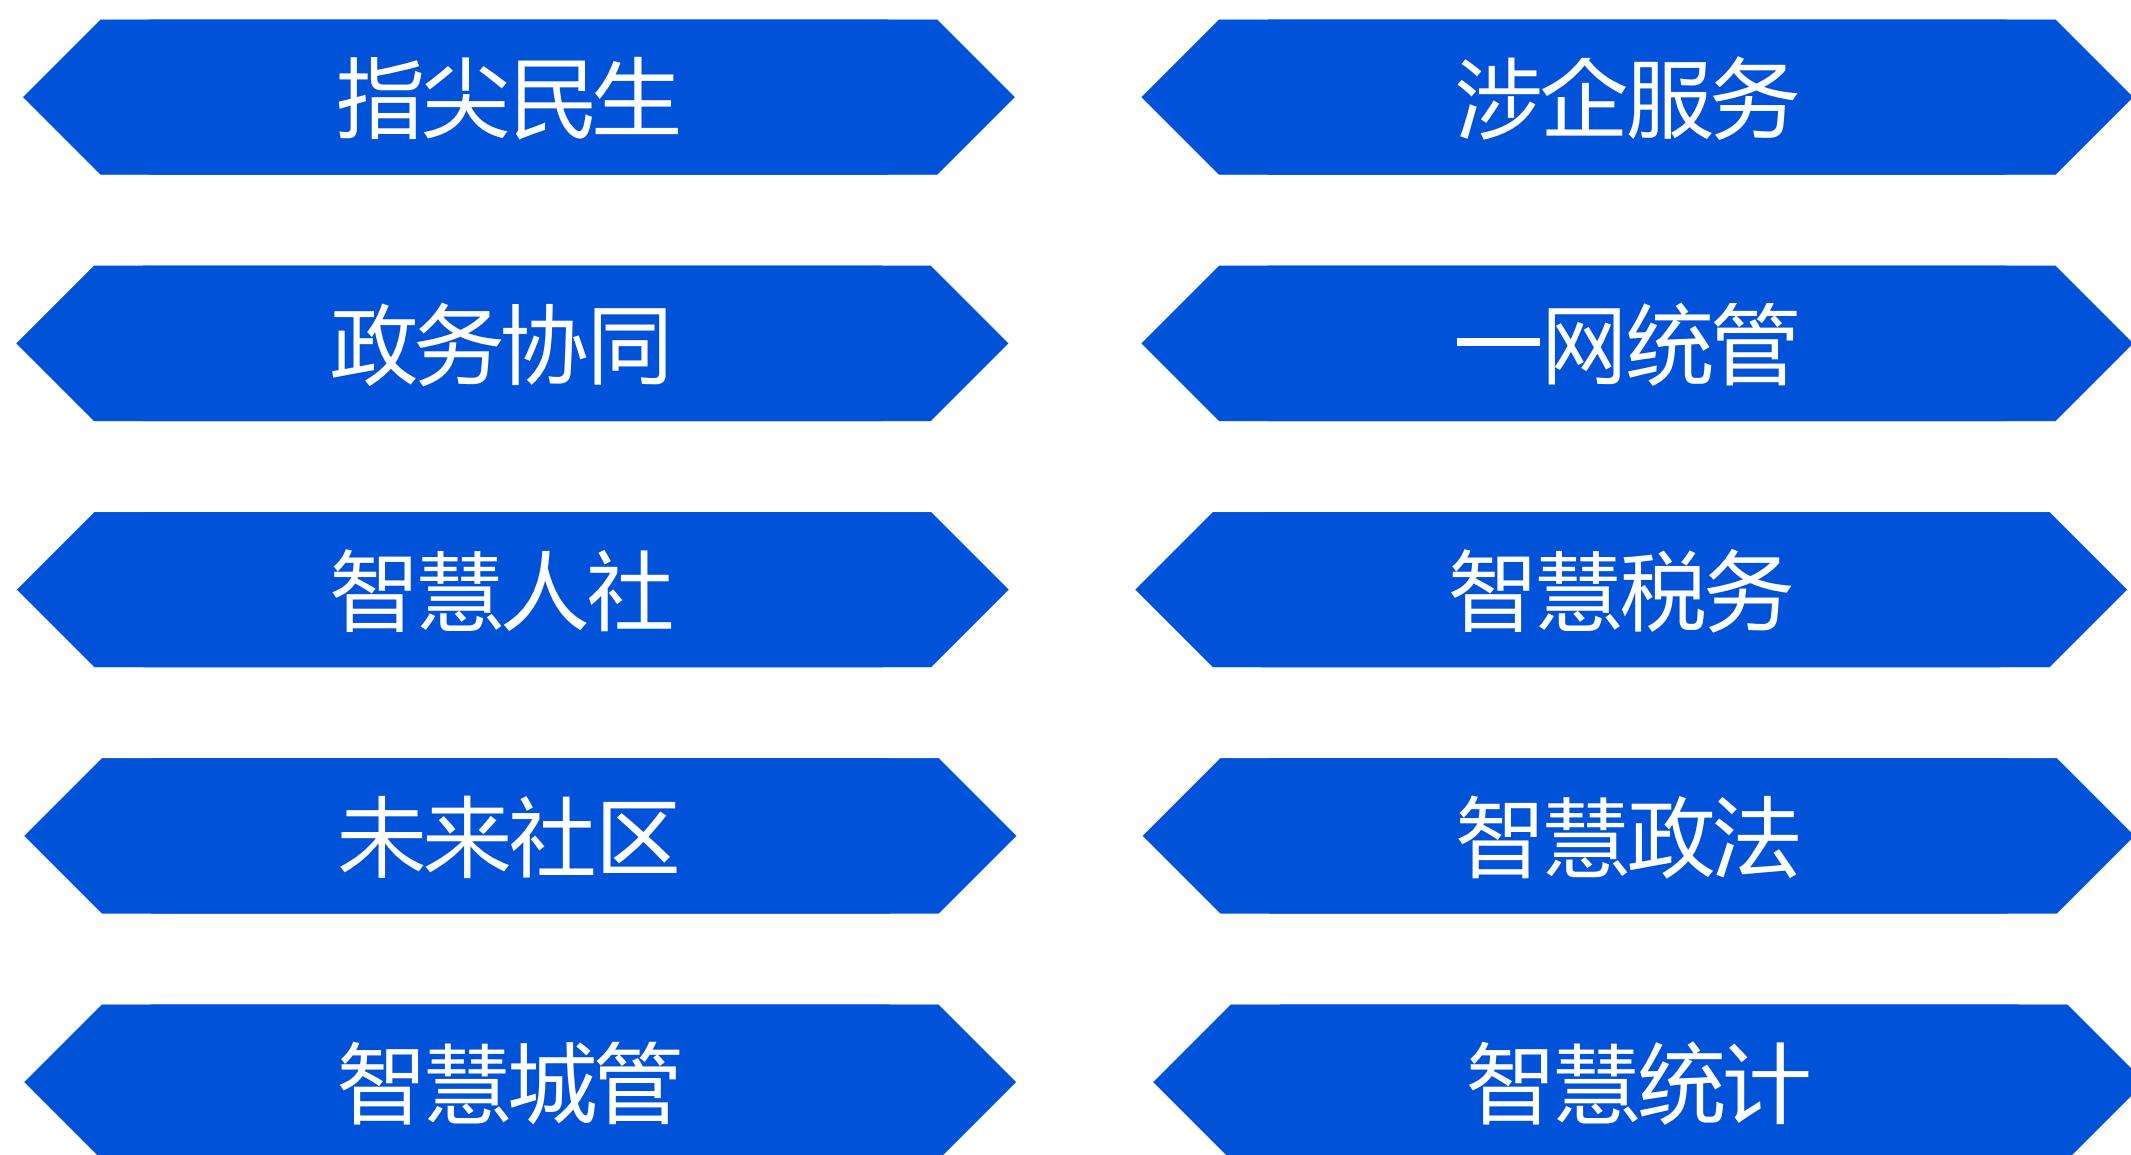 指尖民生
涉企服务
政务协同
一网统管
智慧人社
智慧税务
未来社区
智慧政法
智慧城管
智慧统计